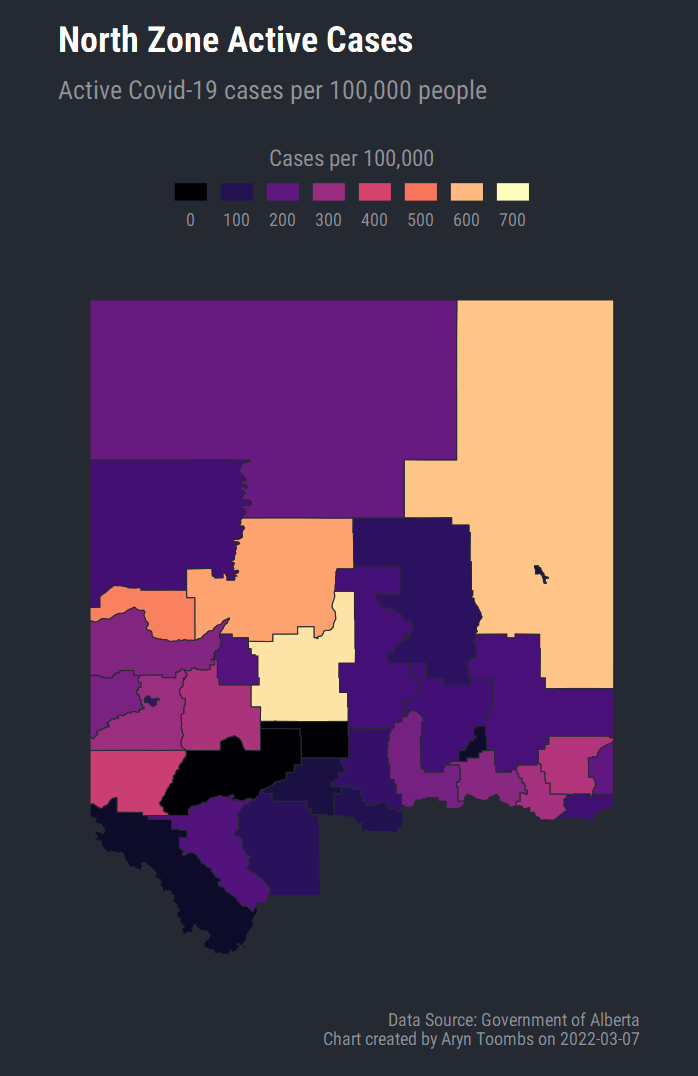 North Zone Active Cases
Active Covid-19 cases per 100,000 people
Cases per 100,000
0 100 200 300 400 500 600 700
Data Source: Government of Alberta
Chart created by Aryn Toombs on 2022-03-07